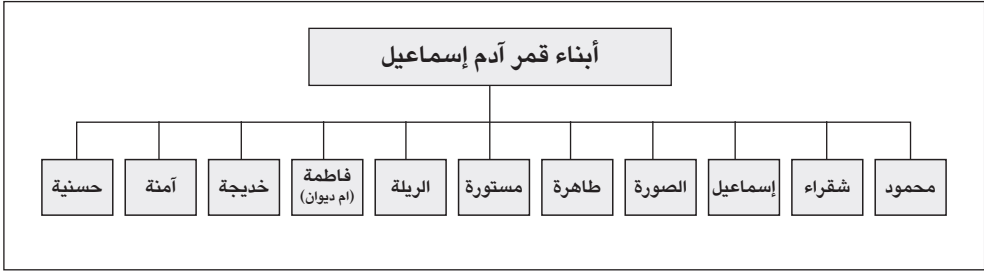 أبناء قمر آدم إسماعيل
محمود
شقراء
إسماعيل
الصورة
طاهرة
مستورة
الريلة
فاطمة
(ام ديوان)
خديجة
آمنة
حسنية